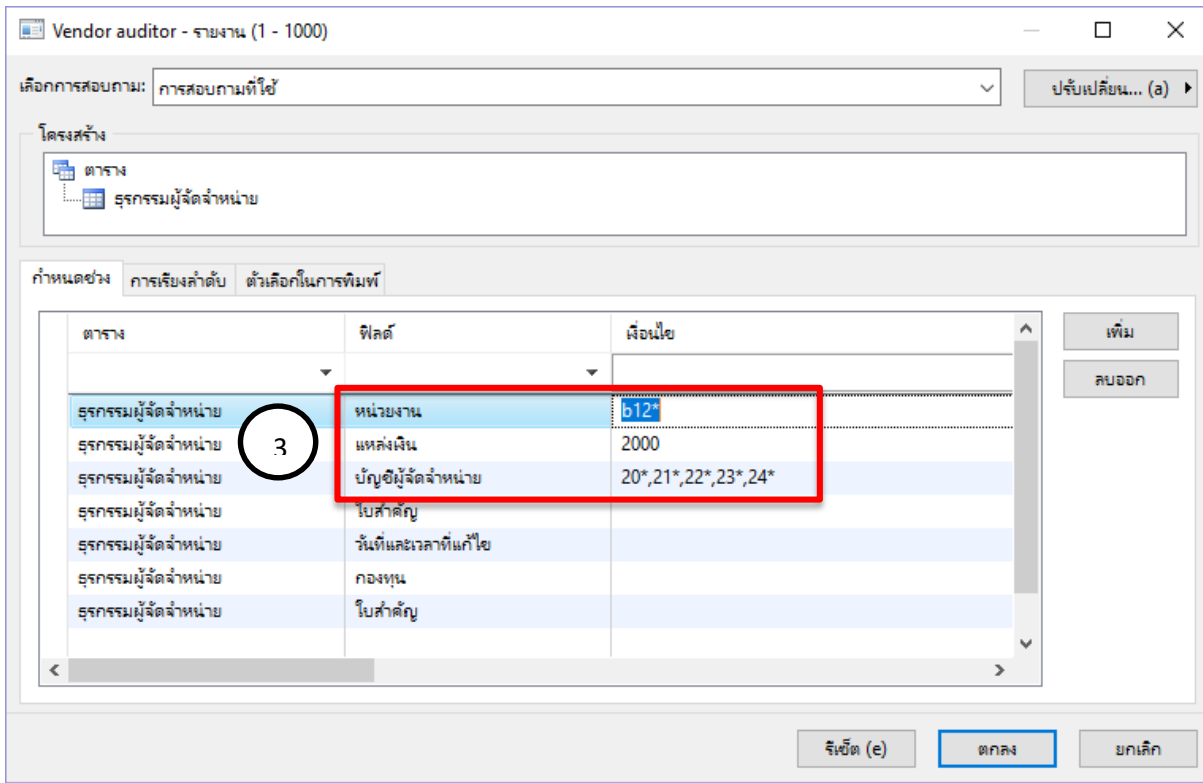 Vendor auditor - รายงาน (1 - 1000)
เลือกการสอบถาม: การสอบถามที่ใช้ ปรับเปลี่ยน... (a)
โครงสร้าง
ตาราง
ธุรกรรมผู้จัดจำหน่าย
กำหนดช่วง การเรียงลำดับ ตัวเลือกในการพิมพ์
ตาราง ฟิลด์ เงื่อนไข เพิ่ม
ลบออก
ธุรกรรมผู้จัดจำหน่าย หน่วยงาน b12*
ธุรกรรมผู้จัดจำหน่าย 3 แหล่งเงิน 2000
ธุรกรรมผู้จัดจำหน่าย บัญชีผู้จัดจำหน่าย 20*,21*,22*,23*,24*
ธุรกรรมผู้จัดจำหน่าย ใบสำคัญ
ธุรกรรมผู้จัดจำหน่าย วันที่และเวลาที่แก้ไข
ธุรกรรมผู้จัดจำหน่าย กองทุน
ธุรกรรมผู้จัดจำหน่าย ใบสำคัญ
รีเซ็ต (e) ตกลง ยกเลิก